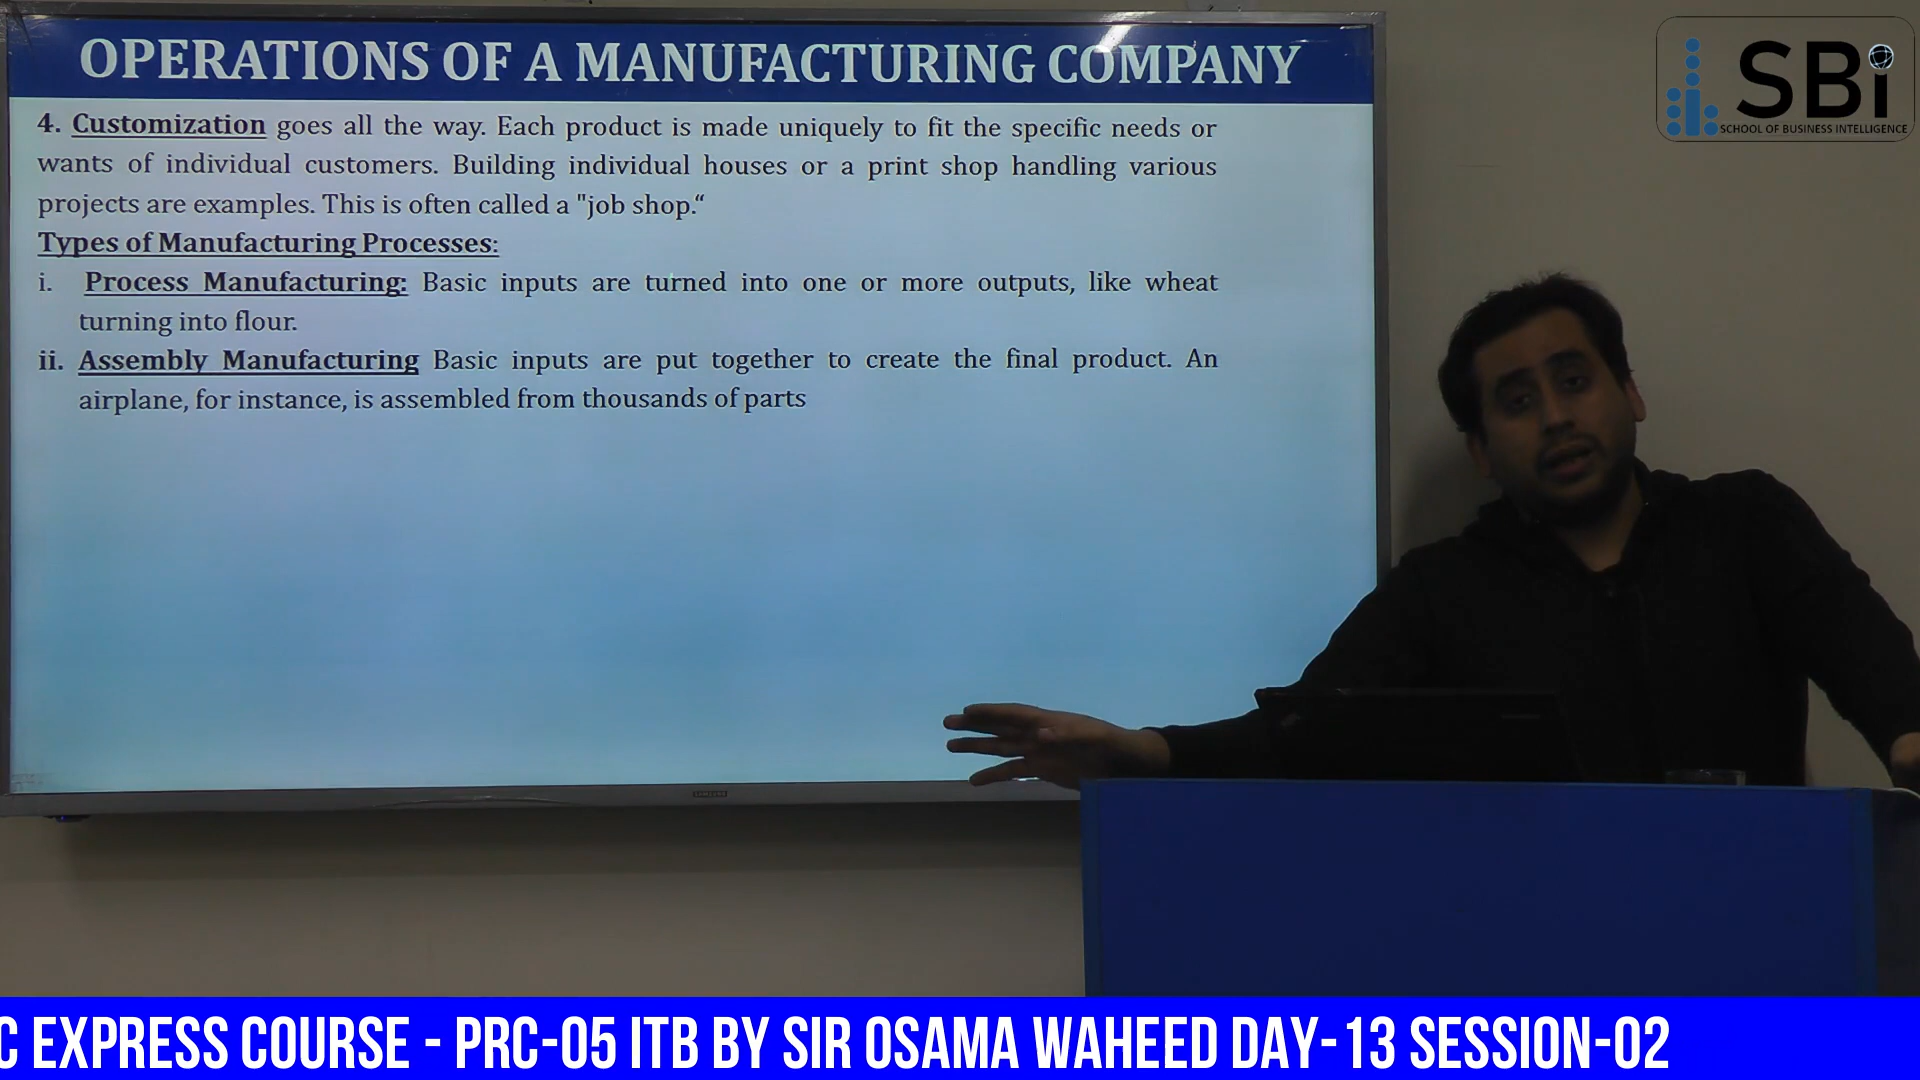 OPERATIONS OF A MANUFACTURING COMPANY
4. Customization goes all the way. Each product is made uniquely to fit the specific needs or
wants of individual customers. Building individual houses or a print shop handling various
projects are examples. This is often called a "job shop.“
Types of Manufacturing Processes:
i. Process Manufacturing: Basic inputs are turned into one or more outputs, like wheat
turning into flour.
ii. Assembly Manufacturing Basic inputs are put together to create the final product. An
airplane, for instance, is assembled from thousands of parts
SBi
SCHOOL OF BUSINESS INTELLIGENCE
SAMSUNG
C EXPRESS COURSE - PRC-05 ITB BY SIR OSAMA WAHEED DAY-13 SESSION-02